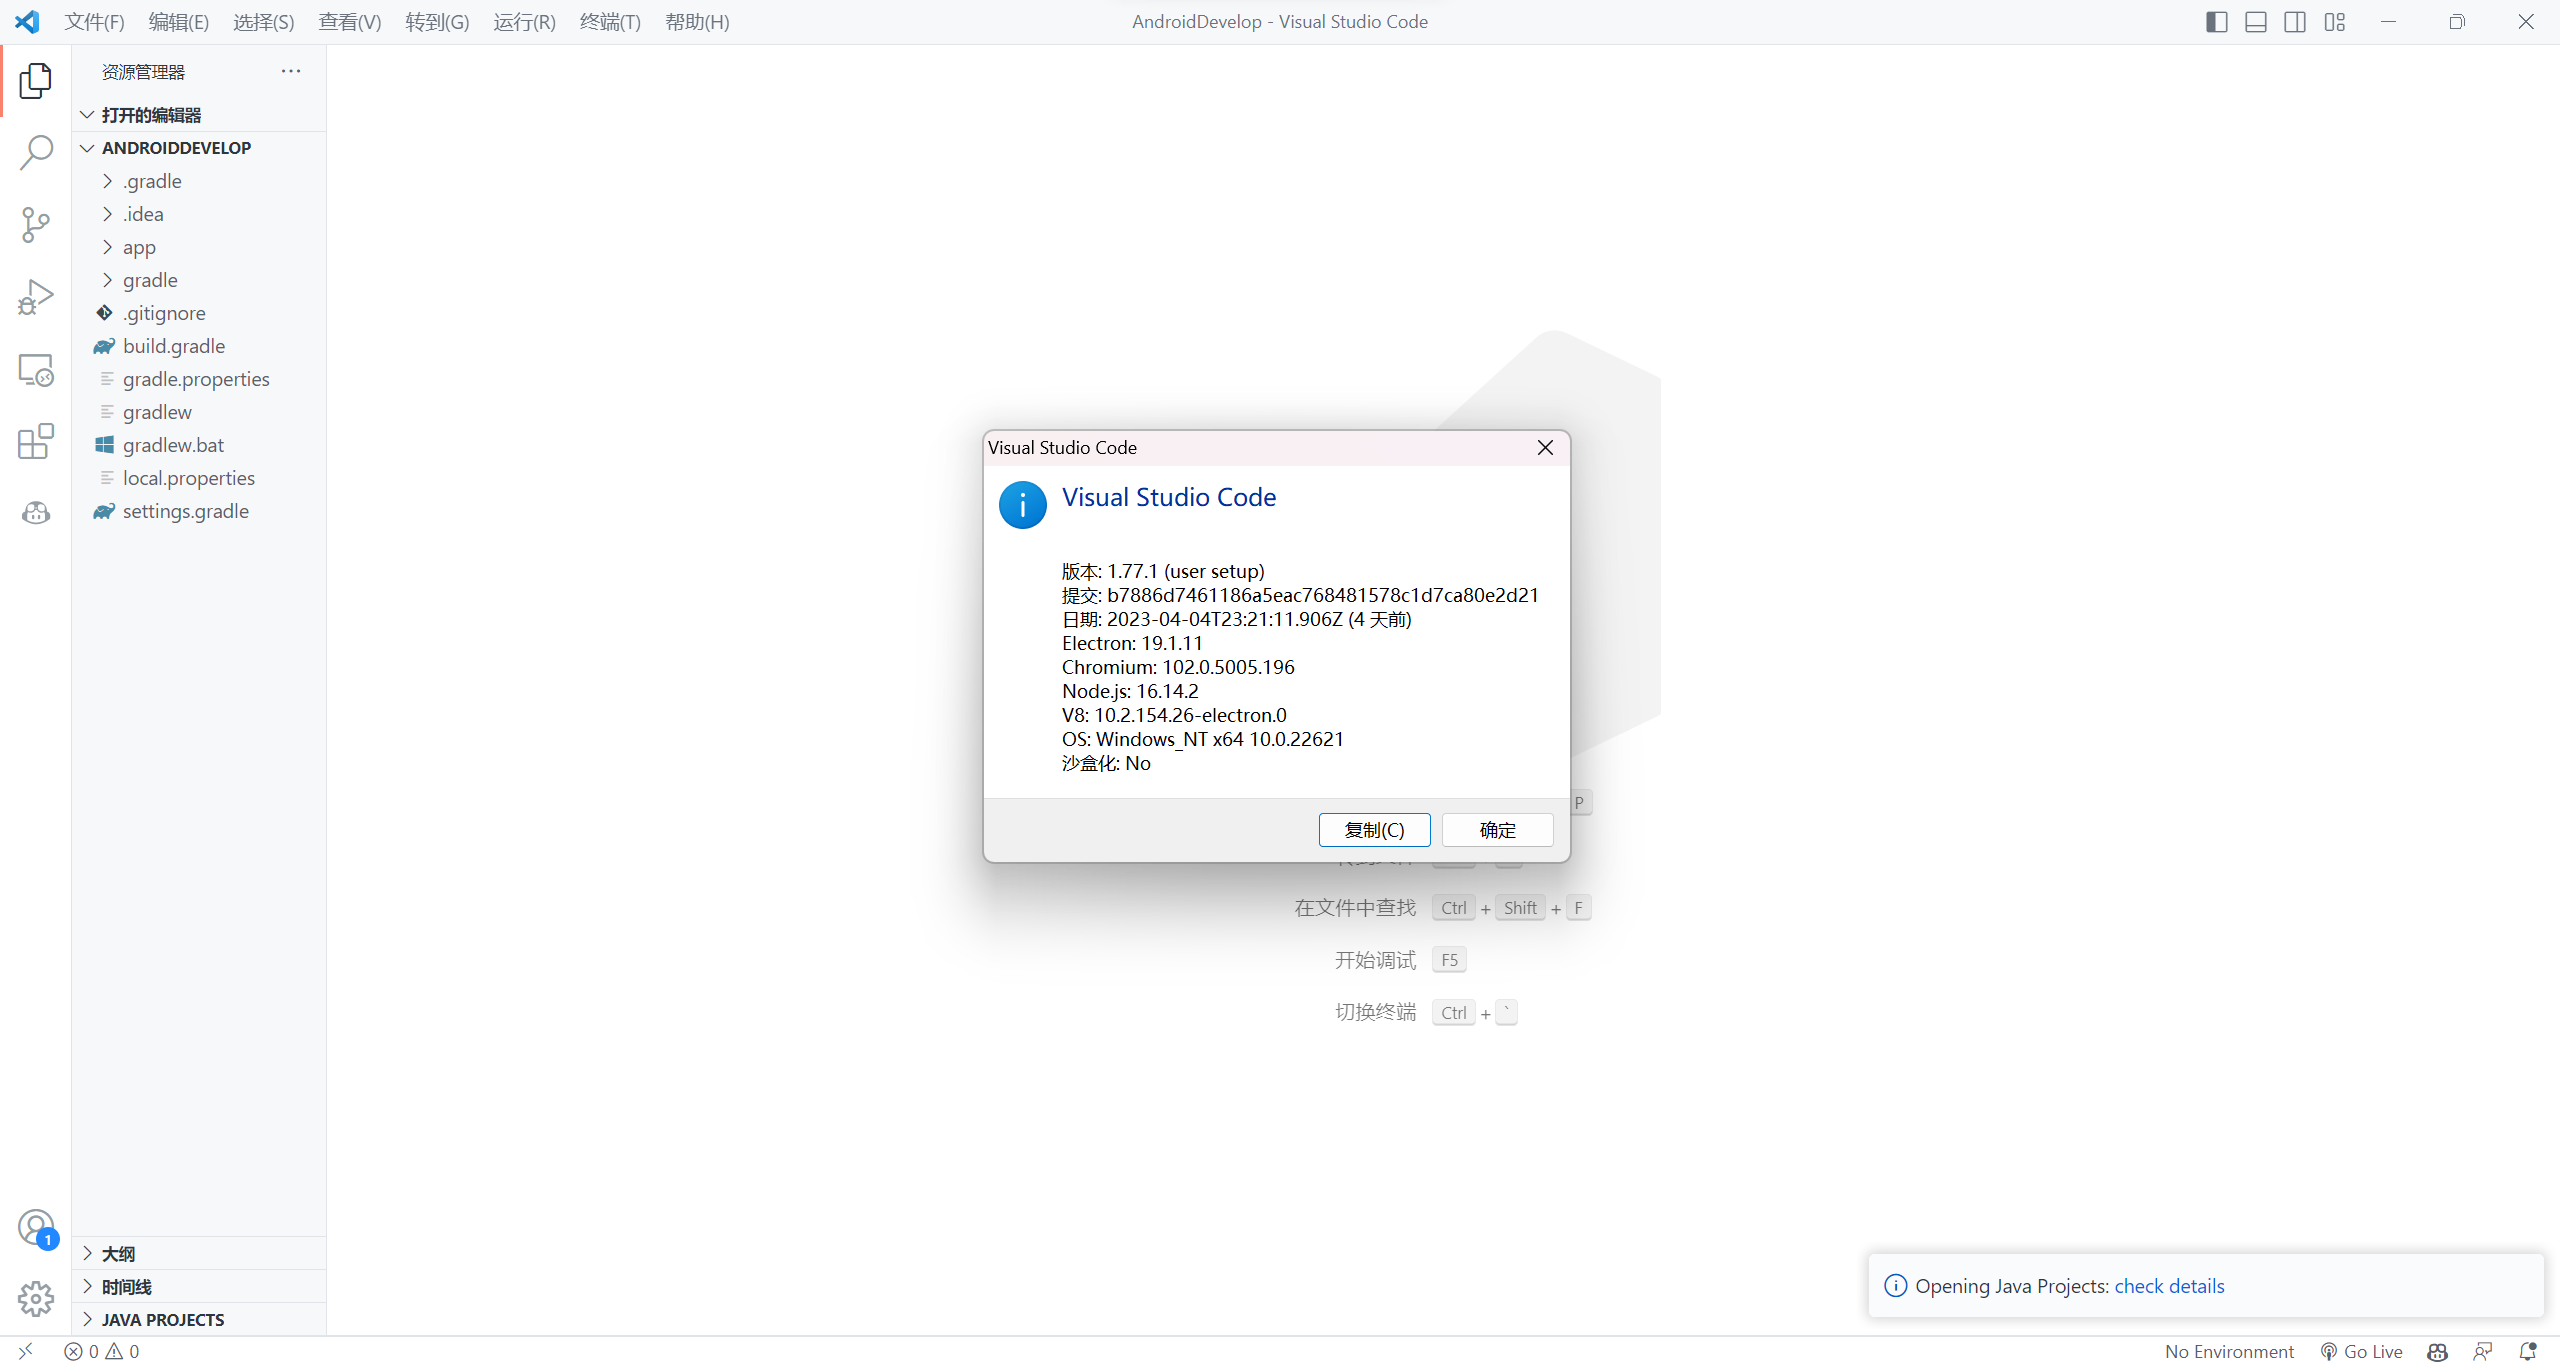 文件(F) 编辑(E) 选择(S) 查看(V) 转到(G) 运行(R) 终端(T) 帮助(H) AndroidDevelop - Visual Studio Code
资源管理器
打开的编辑器
ANDROIDDEVELOP
.gradle
.idea
app
gradle
.gitignore
build.gradle
gradle.properties
gradlew
gradlew.bat
local.properties
settings.gradle
大纲
时间线
JAVA PROJECTS
Visual Studio Code
Visual Studio Code
版本: 1.77.1 (user setup)
提交: b7886d7461186a5eac768481578c1d7ca80e2d21
日期: 2023-04-04T23:21:11.906Z (4 天前)
Electron: 19.1.11
Chromium: 102.0.5005.196
Node.js: 16.14.2
V8: 10.2.154.26-electron.0
OS: Windows_NT x64 10.0.22621
沙盒化: No
复制(C) 确定
P
在文件中查找 Ctrl + Shift + F
开始调试 F5
切换终端 Ctrl + `
1
Opening Java Projects: check details
0 0 No Environment Go Live